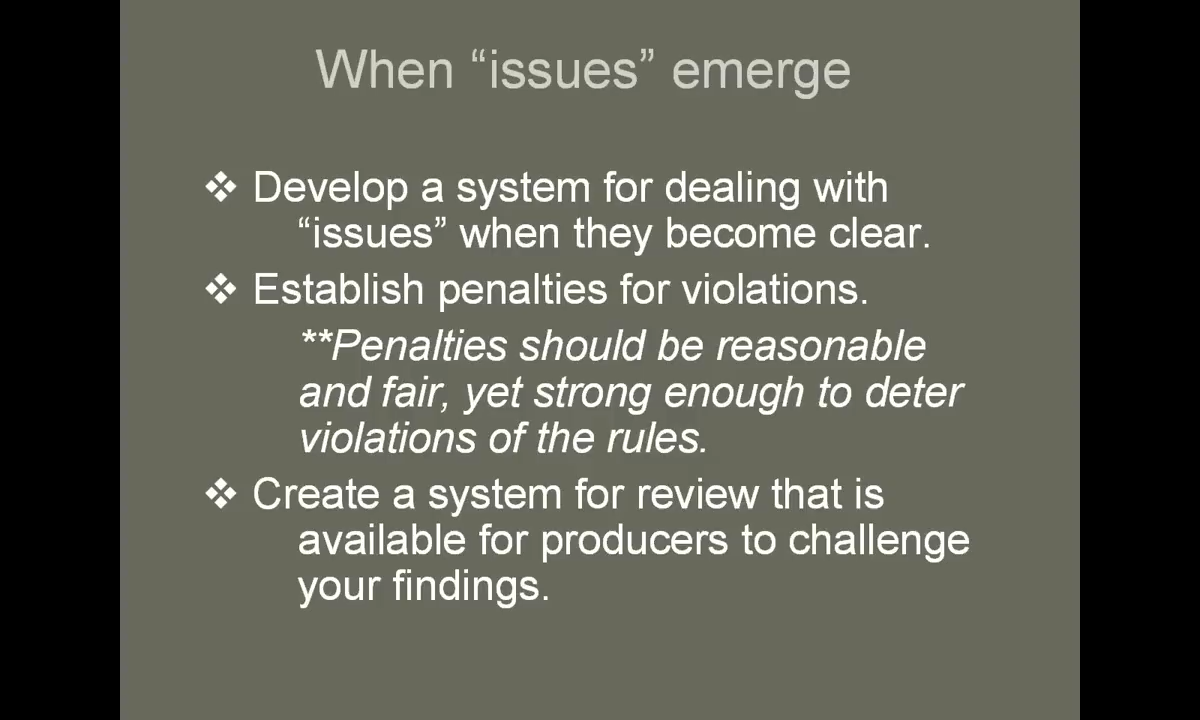 When “issues” emerge
❖ Develop a system for dealing with
“issues” when they become clear.
❖ Establish penalties for violations.
**Penalties should be reasonable
and fair, yet strong enough to deter
violations of the rules.
❖ Create a system for review that is
available for producers to challenge
your findings.